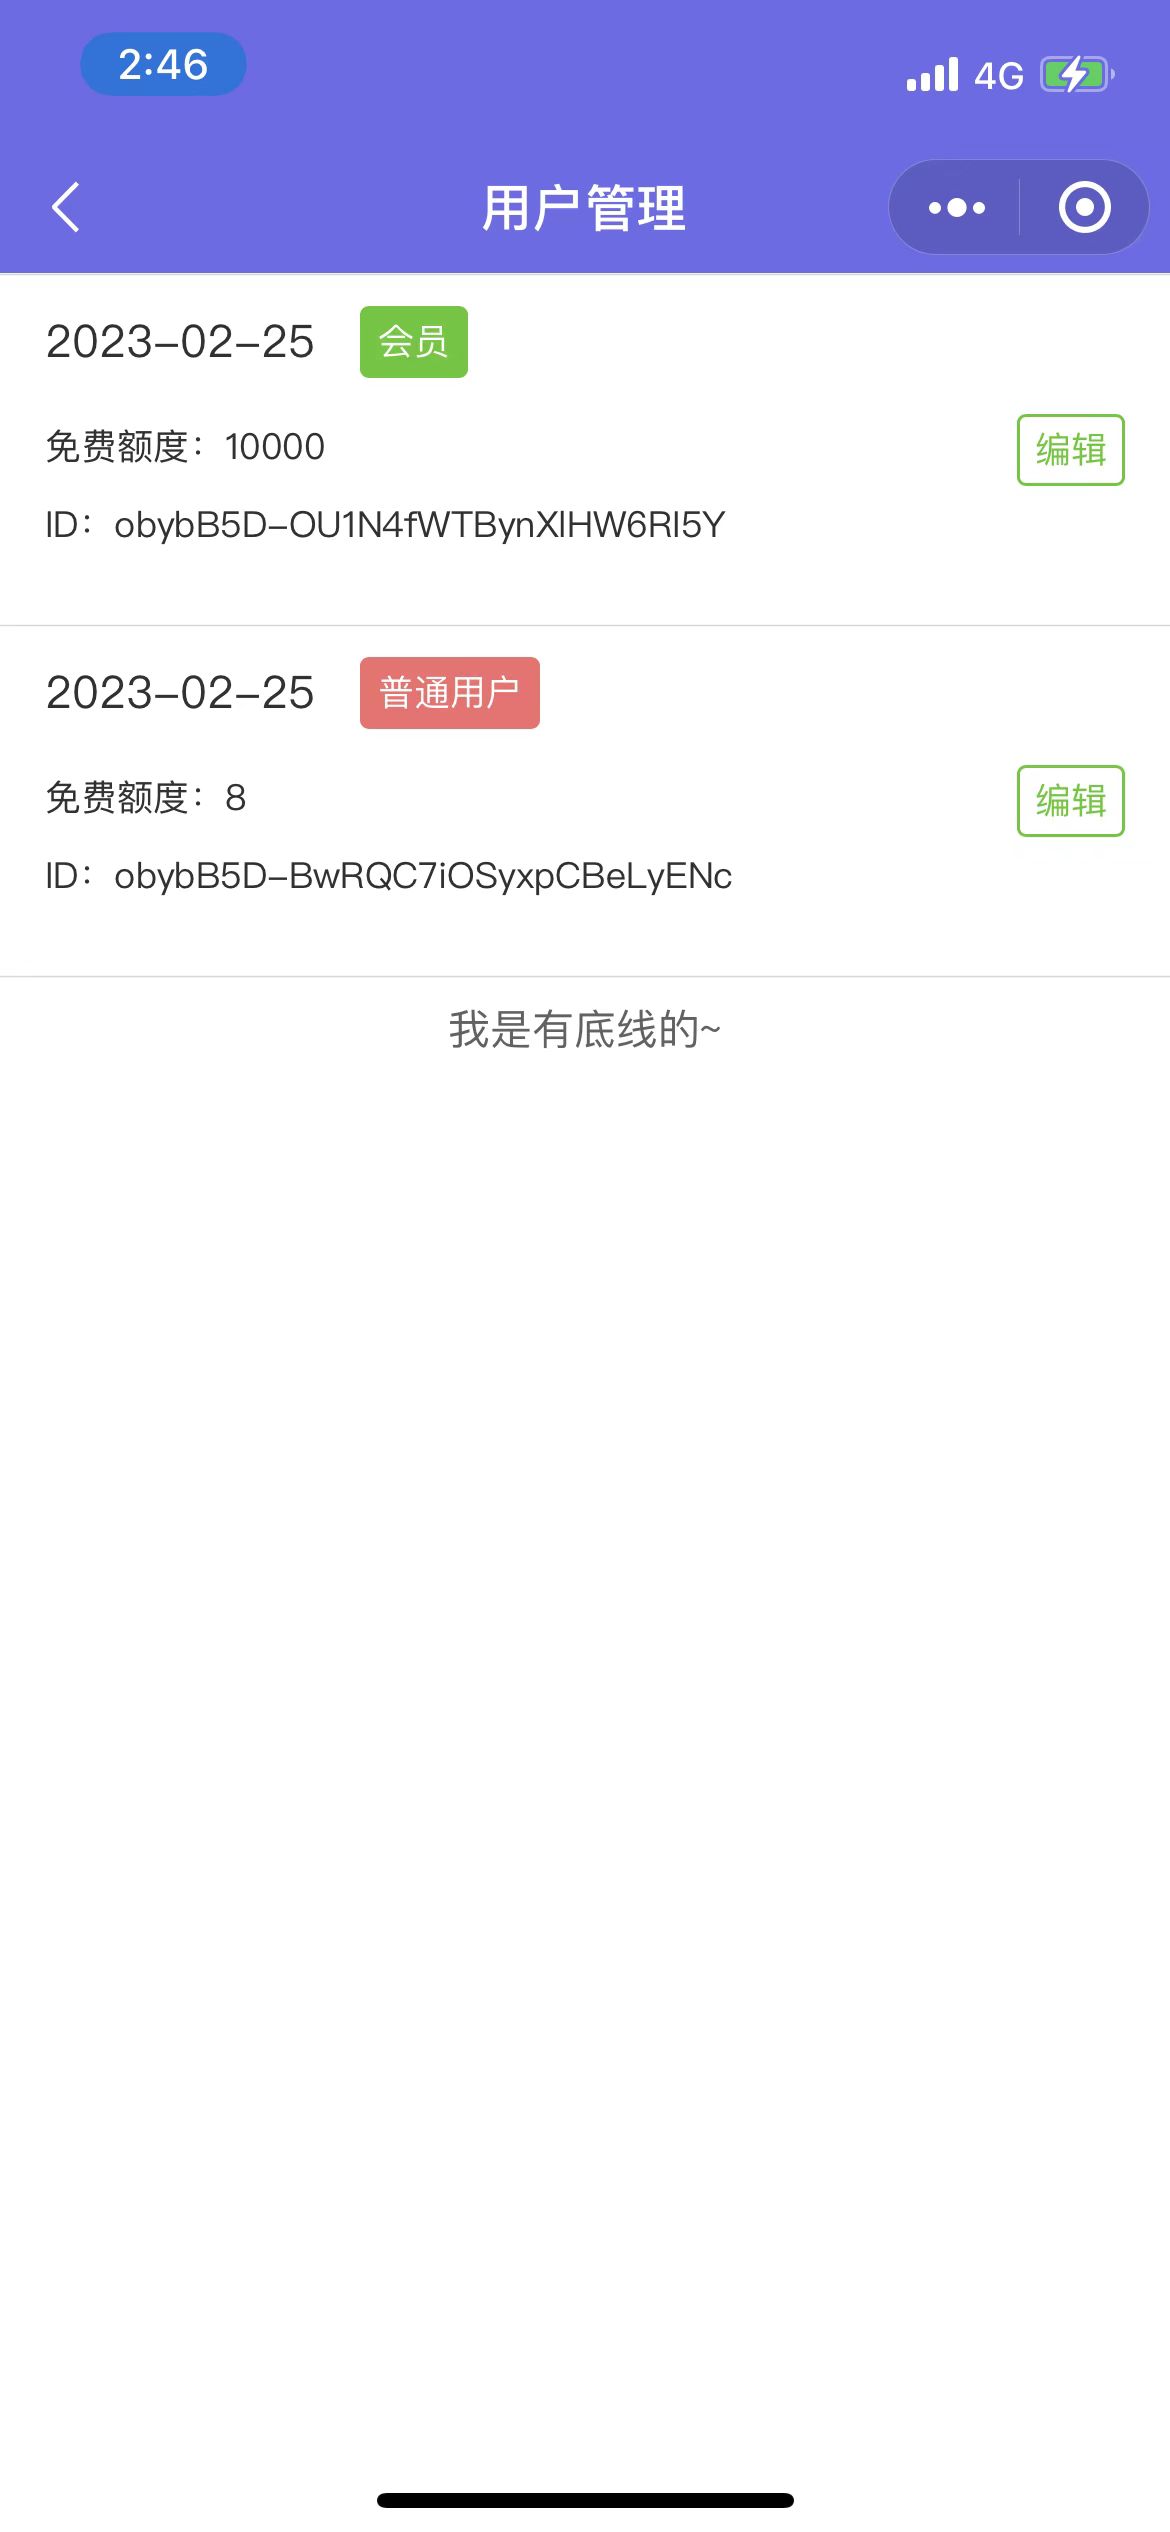 2:46
4G
用户管理
2023-02-25 会员
免费额度：10000
编辑
ID：obybB5D-OU1N4fWTBynXlHW6RI5Y
2023-02-25 普通用户
免费额度：8
编辑
ID：obybB5D-BwRQC7iOSyxpCBeLyENc
我是有底线的~